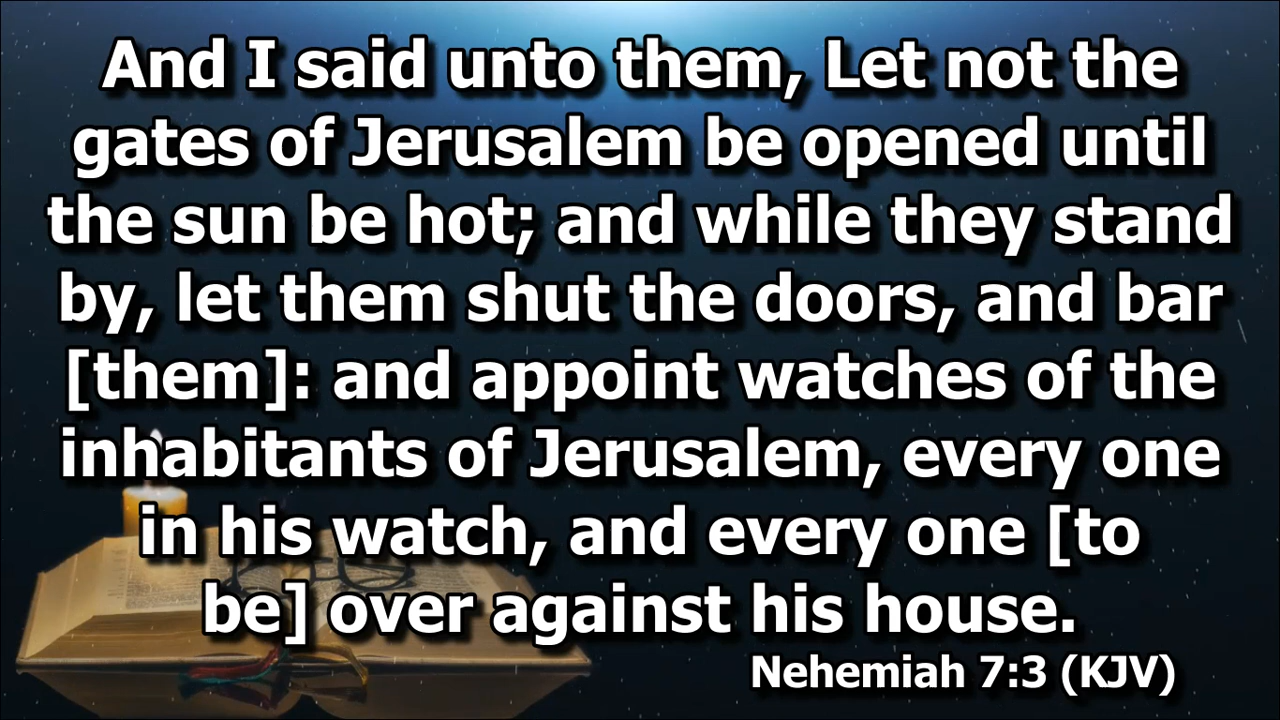 And I said unto them, Let not the
gates of Jerusalem be opened until
the sun be hot; and while they stand
by, let them shut the doors, and bar
[them]: and appoint watches of the
inhabitants of Jerusalem, every one
in his watch, and every one [to
be] over against his house.
Nehemiah 7:3 (KJV)